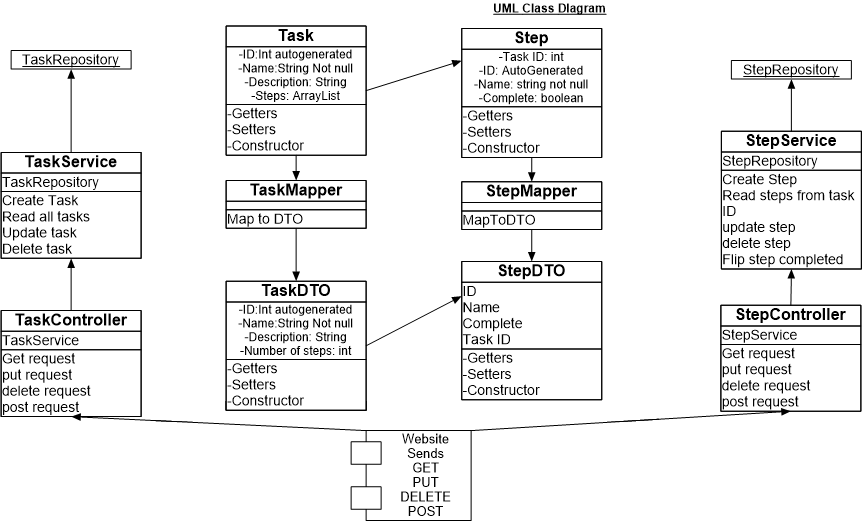 UML Class Diagram
TaskRepository
TaskService
TaskRepository
Create Task
Read all tasks
Update task
Delete task
TaskController
TaskService
Get request
put request
delete request
post request
Task
-ID:Int autogenerated
-Name:String Not null
-Description: String
-Steps: ArrayList
-Getters
-Setters
-Constructor
TaskMapper
Map to DTO
TaskDTO
-ID:Int autogenerated
-Name:String Not null
-Description: String
-Number of steps: int
-Getters
-Setters
-Constructor
Step
-Task ID: int
-ID: AutoGenerated
-Name: string not null
-Complete: boolean
-Getters
-Setters
-Constructor
StepMapper
MapToDTO
StepDTO
ID
Name
Complete
Task ID
-Getters
-Setters
-Constructor
StepRepository
StepService
StepRepository
Create Step
Read steps from task
ID
update step
delete step
Flip step completed
StepController
StepService
Get request
put request
delete request
post request
Website
Sends
GET
PUT
DELETE
POST